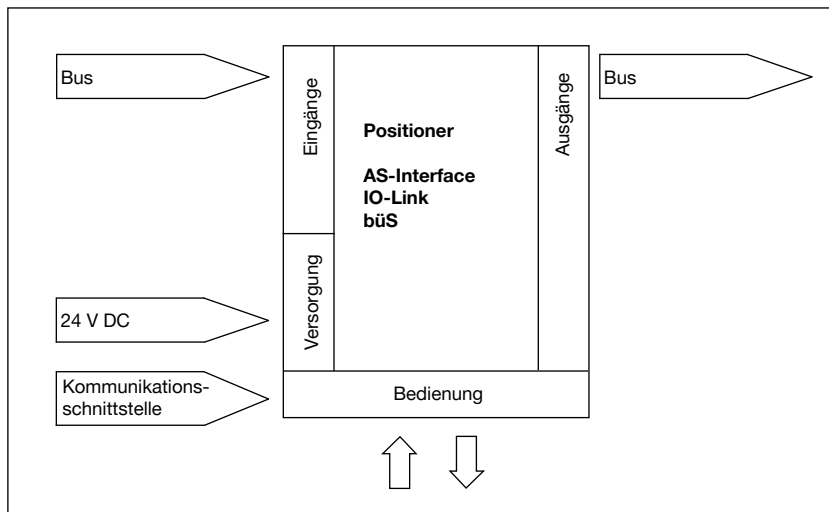 Bus
Eingänge
Positioner
AS-Interface
IO-Link
büS
Ausgänge
Bus
24 V DC
Versorgung
Kommunikations-
schnittstelle
Bedienung